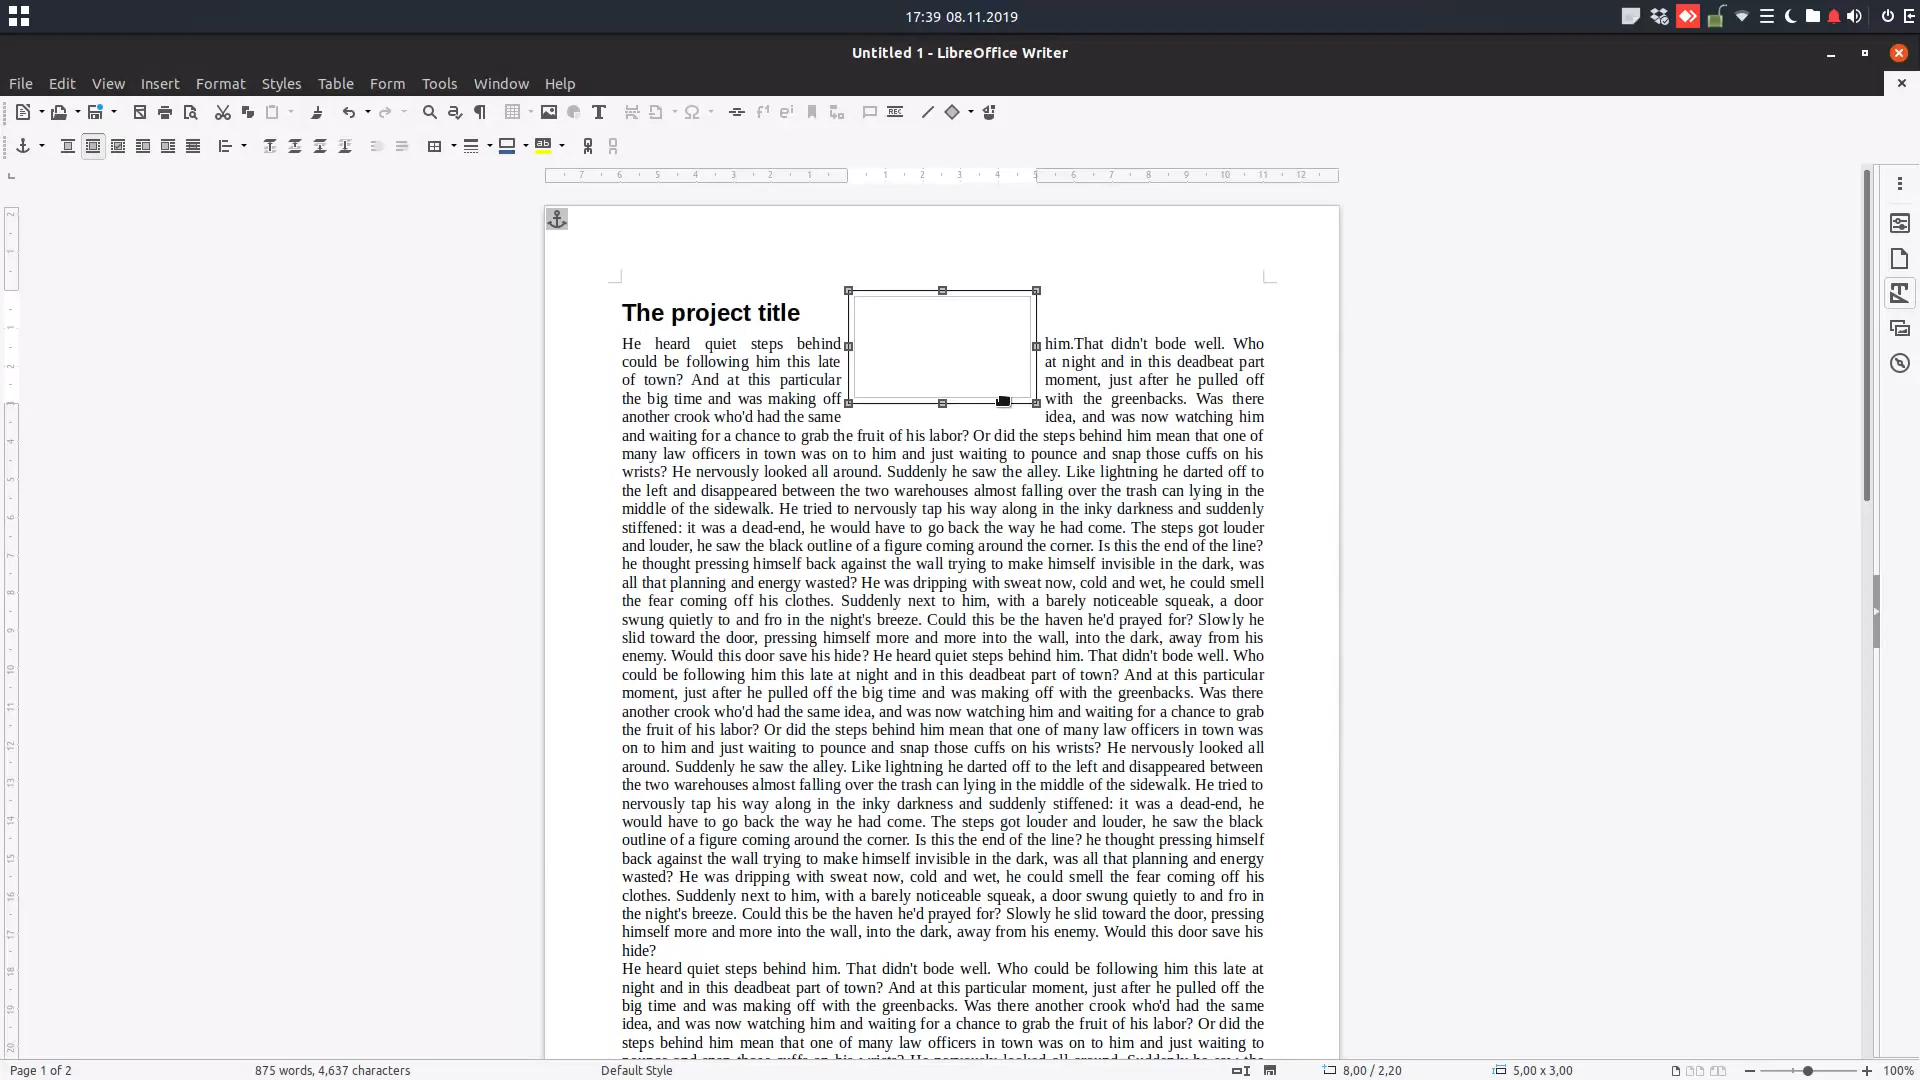 17:39 08.11.2019
Untitled 1 - LibreOffice Writer
File Edit View Insert Format Styles Table Form Tools Window Help
7 6 5 4 3 2 1 1 2 3 4 5 6 7 8 9 10 11 12
The project title
He heard quiet steps behind him.That didn't bode well. Who
could be following him this late at night and in this deadbeat part
of town? And at this particular moment, just after he pulled off
the big time and was making off with the greenbacks. Was there
another crook who'd had the same idea, and was now watching him
and waiting for a chance to grab the fruit of his labor? Or did the steps behind him mean that one of
many law officers in town was on to him and just waiting to pounce and snap those cuffs on his
wrists? He nervously looked all around. Suddenly he saw the alley. Like lightning he darted off to
the left and disappeared between the two warehouses almost falling over the trash can lying in the
middle of the sidewalk. He tried to nervously tap his way along in the inky darkness and suddenly
stiffened: it was a dead-end, he would have to go back the way he had come. The steps got louder
and louder, he saw the black outline of a figure coming around the corner. Is this the end of the line?
he thought pressing himself back against the wall trying to make himself invisible in the dark, was
all that planning and energy wasted? He was dripping with sweat now, cold and wet, he could smell
the fear coming off his clothes. Suddenly next to him, with a barely noticeable squeak, a door
swung quietly to and fro in the night's breeze. Could this be the haven he'd prayed for? Slowly he
slid toward the door, pressing himself more and more into the wall, into the dark, away from his
enemy. Would this door save his hide? He heard quiet steps behind him. That didn't bode well. Who
could be following him this late at night and in this deadbeat part of town? And at this particular
moment, just after he pulled off the big time and was making off with the greenbacks. Was there
another crook who'd had the same idea, and was now watching him and waiting for a chance to grab
the fruit of his labor? Or did the steps behind him mean that one of many law officers in town was
on to him and just waiting to pounce and snap those cuffs on his wrists? He nervously looked all
around. Suddenly he saw the alley. Like lightning he darted off to the left and disappeared between
the two warehouses almost falling over the trash can lying in the middle of the sidewalk. He tried to
nervously tap his way along in the inky darkness and suddenly stiffened: it was a dead-end, he
would have to go back the way he had come. The steps got louder and louder, he saw the black
outline of a figure coming around the corner. Is this the end of the line? he thought pressing himself
back against the wall trying to make himself invisible in the dark, was all that planning and energy
wasted? He was dripping with sweat now, cold and wet, he could smell the fear coming off his
clothes. Suddenly next to him, with a barely noticeable squeak, a door swung quietly to and fro in
the night's breeze. Could this be the haven he'd prayed for? Slowly he slid toward the door, pressing
himself more and more into the wall, into the dark, away from his enemy. Would this door save his
hide?
He heard quiet steps behind him. That didn't bode well. Who could be following him this late at
night and in this deadbeat part of town? And at this particular moment, just after he pulled off the
big time and was making off with the greenbacks. Was there another crook who'd had the same
idea, and was now watching him and waiting for a chance to grab the fruit of his labor? Or did the
steps behind him mean that one of many law officers in town was on to him and just waiting to
Page 1 of 2 875 words, 4,637 characters Default Style 8,00 / 2,20 5,00 x 3,00 100%